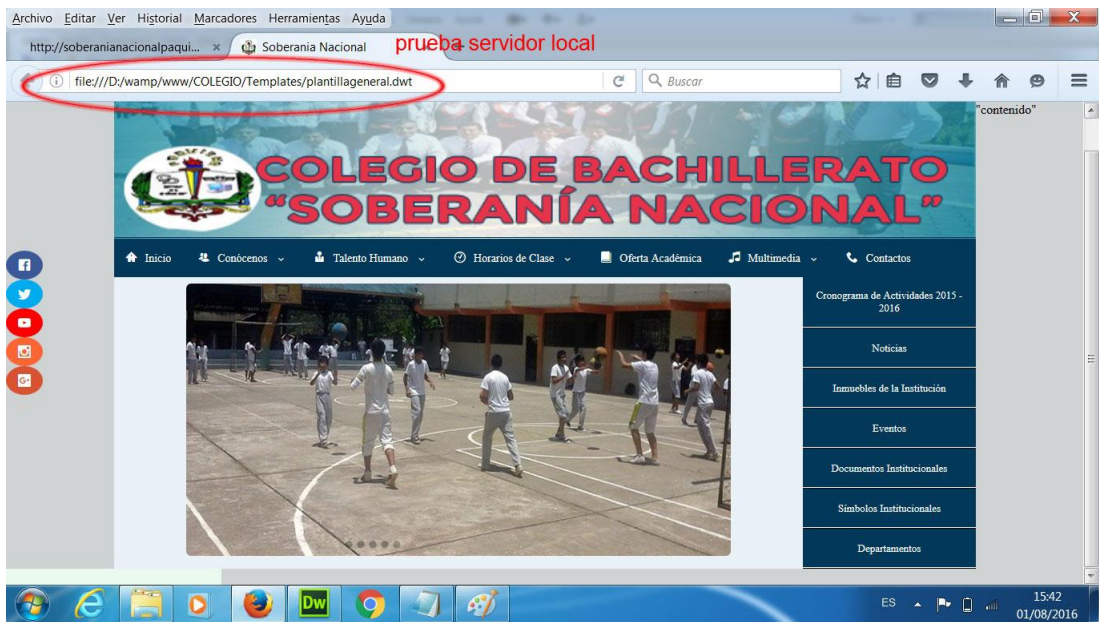 Archivo Editar Ver Historial Marcadores Herramientas Ayuda
http://soberanianacionalpaqui... × Soberania Nacional
prueba servidor local
file:///D:/wamp/www/COLEGIO/Templates/plantillageneral.dwt Buscar
"contenido"
COLEGIO DE BACHILLERATO
“SOBERANÍA NACIONAL”
Inicio Conócenos Talento Humano Horarios de Clase Oferta Académica Multimedia Contactos
Cronograma de Actividades 2015 -
2016
Noticias
Inmuebles de la Institución
Eventos
Documentos Institucionales
Símbolos Institucionales
Departamentos
G+
Dw
ES 15:42
01/08/2016